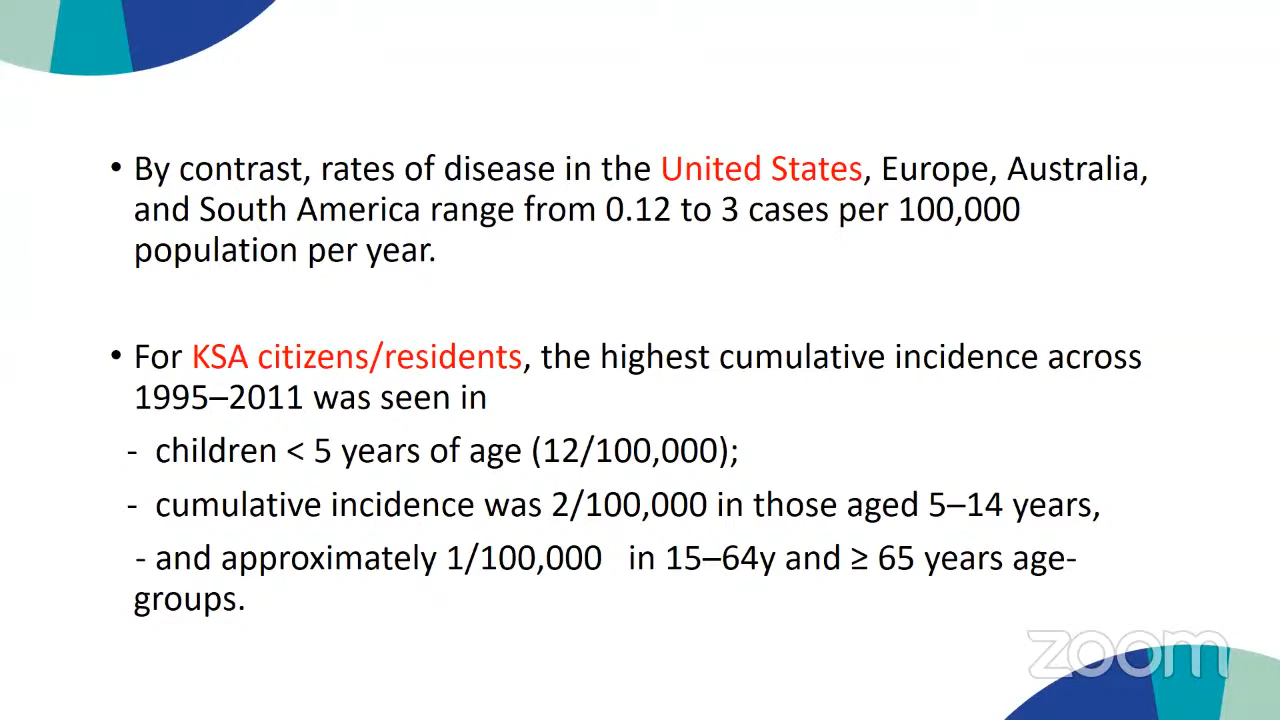 • By contrast, rates of disease in the United States, Europe, Australia,
and South America range from 0.12 to 3 cases per 100,000
population per year.
• For KSA citizens/residents, the highest cumulative incidence across
1995–2011 was seen in
- children < 5 years of age (12/100,000);
- cumulative incidence was 2/100,000 in those aged 5–14 years,
- and approximately 1/100,000 in 15–64y and ≥ 65 years age-
groups.
zoom